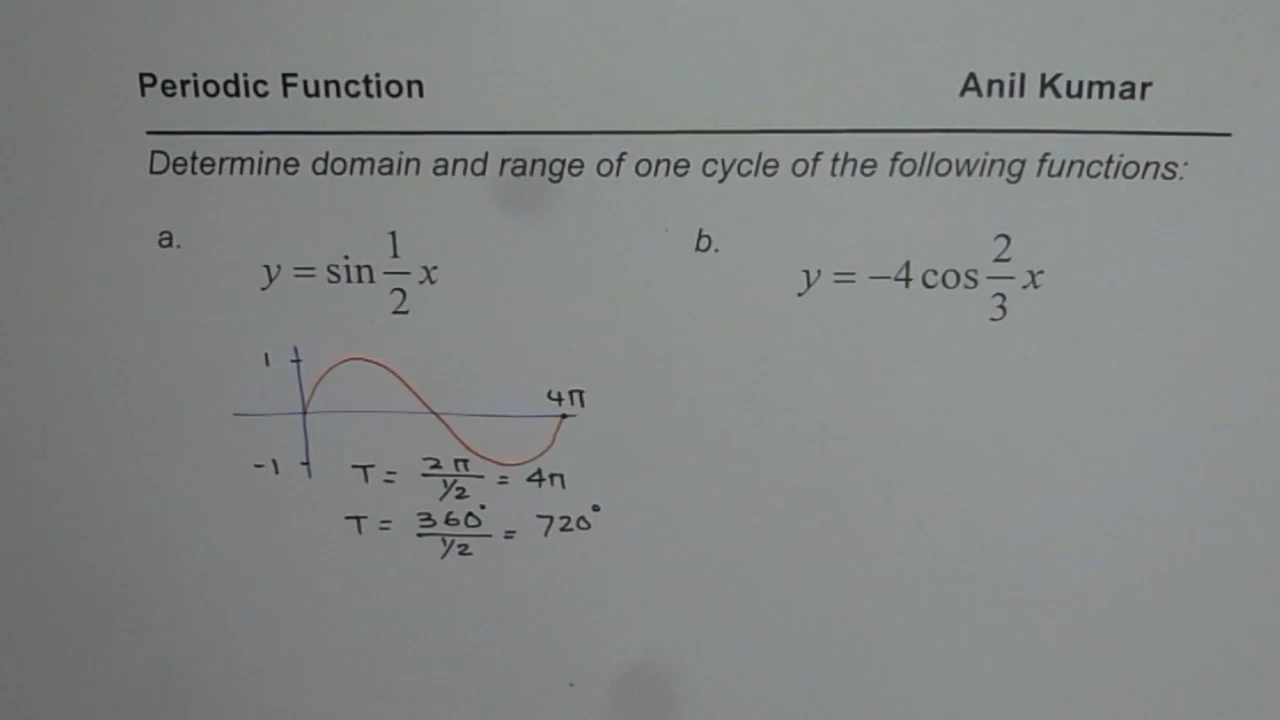 Periodic Function Anil Kumar
Determine domain and range of one cycle of the following functions:
a. y = sin 1/2 x
b. y = −4 cos 2/3 x
1
4π
-1
T = 2π / ½ = 4π
T = 360° / ½ = 720°